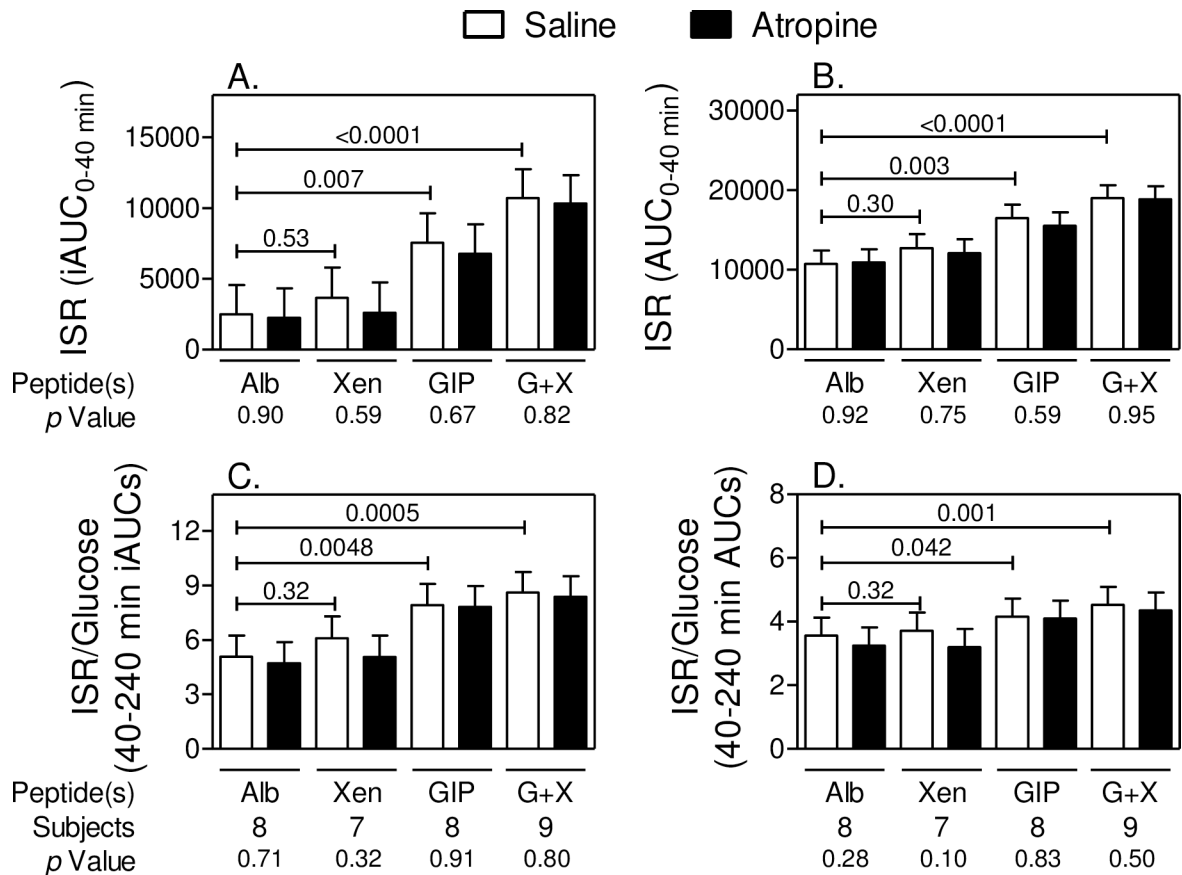 Saline Atropine
A. B.
ISR (iAUC0-40 min)
15000
10000
5000
0
<0.0001
0.007
0.53
Peptide(s) Alb Xen GIP G+X
p Value 0.90 0.59 0.67 0.82
ISR (AUC0-40 min)
30000
20000
10000
0
<0.0001
0.003
0.30
Alb Xen GIP G+X
0.92 0.75 0.59 0.95
C.
ISR/Glucose
(40-240 min iAUCs)
12
9
6
3
0
0.0005
0.0048
0.32
Peptide(s) Alb Xen GIP G+X
Subjects 8 7 8 9
p Value 0.71 0.32 0.91 0.80
D.
ISR/Glucose
(40-240 min AUCs)
8
6
4
2
0
0.001
0.042
0.32
Alb Xen GIP G+X
8 7 8 9
0.28 0.10 0.83 0.50